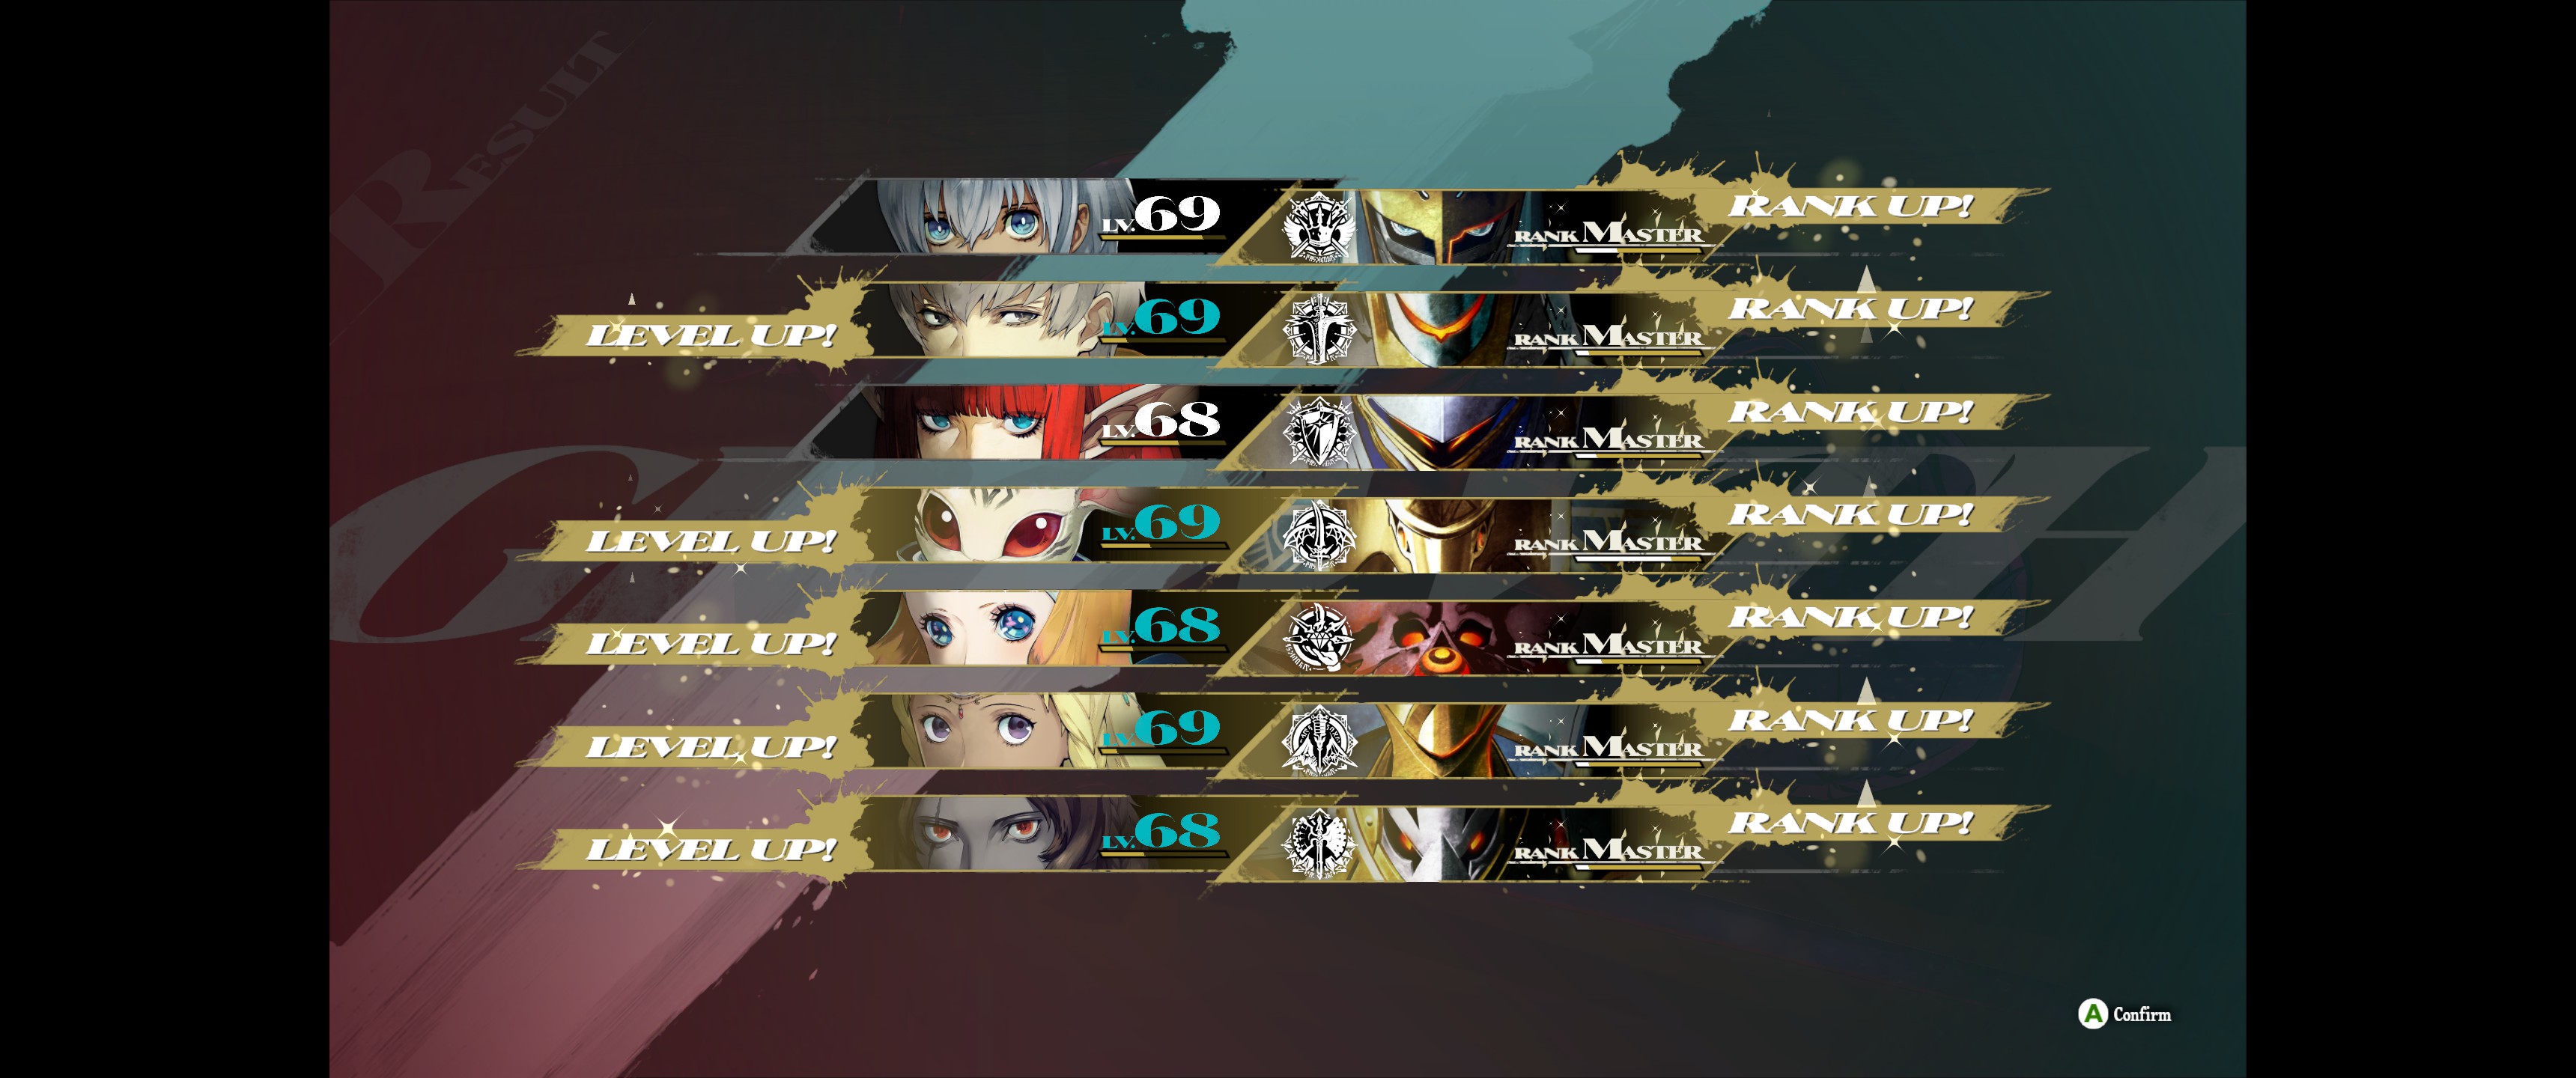 RESULT
GROWTH
LV. 69 RANK MASTER RANK UP!
LEVEL UP! LV. 69 RANK MASTER RANK UP!
LV. 68 RANK MASTER RANK UP!
LEVEL UP! LV. 69 RANK MASTER RANK UP!
LEVEL UP! LV. 68 RANK MASTER RANK UP!
LEVEL UP! LV. 69 RANK MASTER RANK UP!
LEVEL UP! LV. 68 RANK MASTER RANK UP!
A Confirm